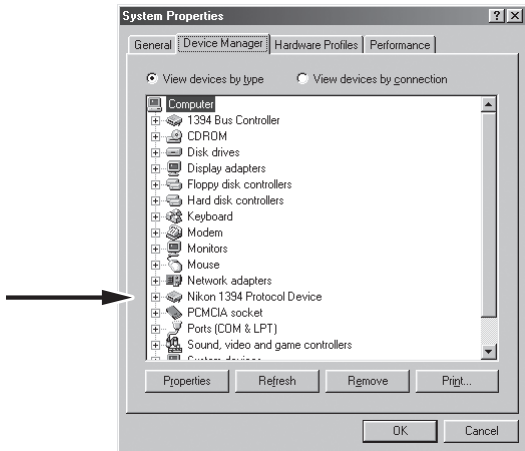 System Properties
General Device Manager Hardware Profiles Performance
View devices by type View devices by connection
Computer
1394 Bus Controller
CDROM
Disk drives
Display adapters
Floppy disk controllers
Hard disk controllers
Keyboard
Modem
Monitors
Mouse
Network adapters
Nikon 1394 Protocol Device
PCMCIA socket
Ports (COM & LPT)
Sound, video and game controllers
System devices
Properties Refresh Remove Print...
OK Cancel